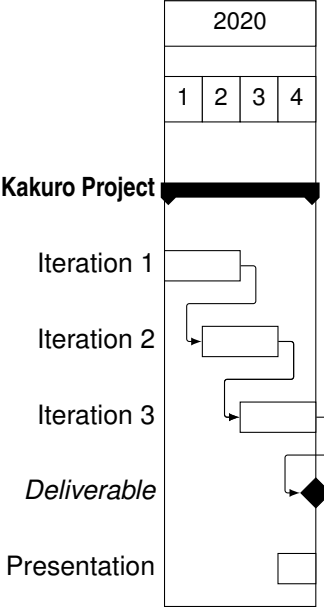 2020
1 2 3 4
Kakuro Project
Iteration 1
Iteration 2
Iteration 3
Deliverable
Presentation